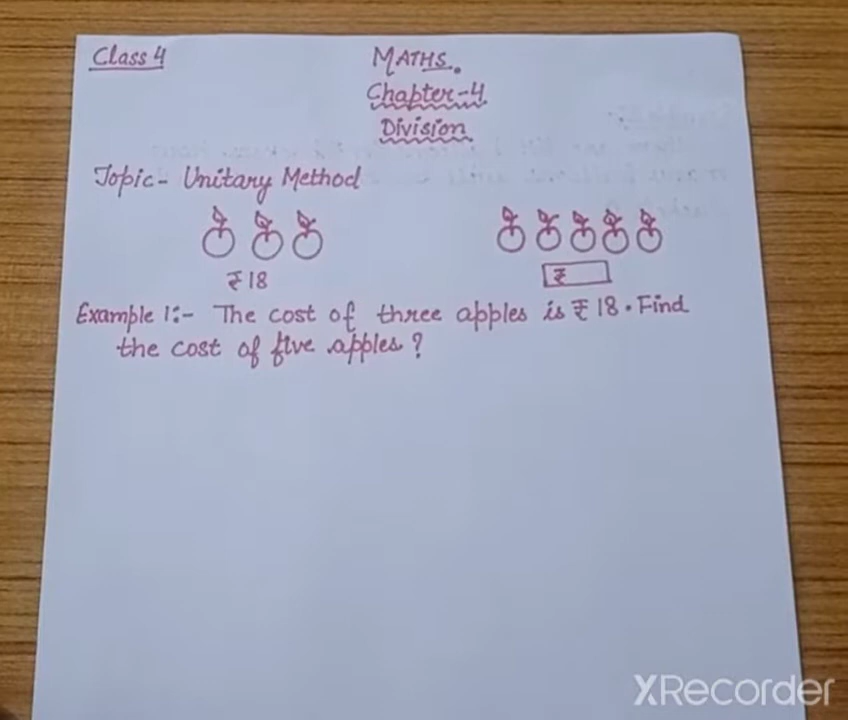 Class 4
MATHS.
Chapter-4
Division
Topic- Unitary Method
₹18
₹
Example 1:- The cost of three apples is ₹ 18. Find
the cost of five apples?
XRecorder